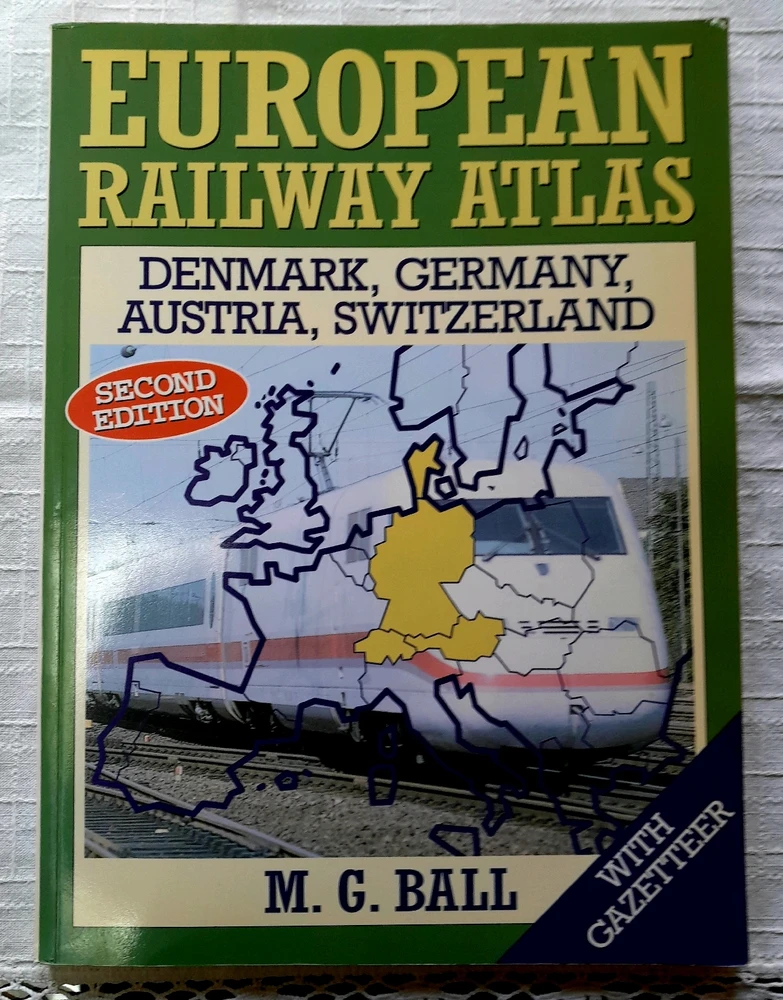 EUROPEAN
RAILWAY ATLAS
DENMARK, GERMANY,
AUSTRIA, SWITZERLAND
SECOND
EDITION
M. G. BALL
WITH
GAZETTEER